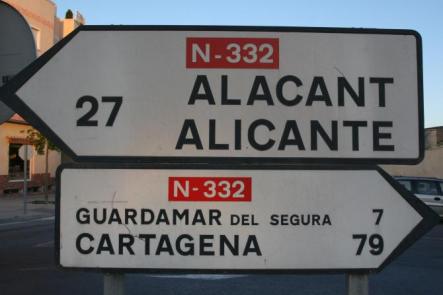 N-332
ALACANT
27
ALICANTE
N-332
GUARDAMAR DEL SEGURA 7
CARTAGENA 79